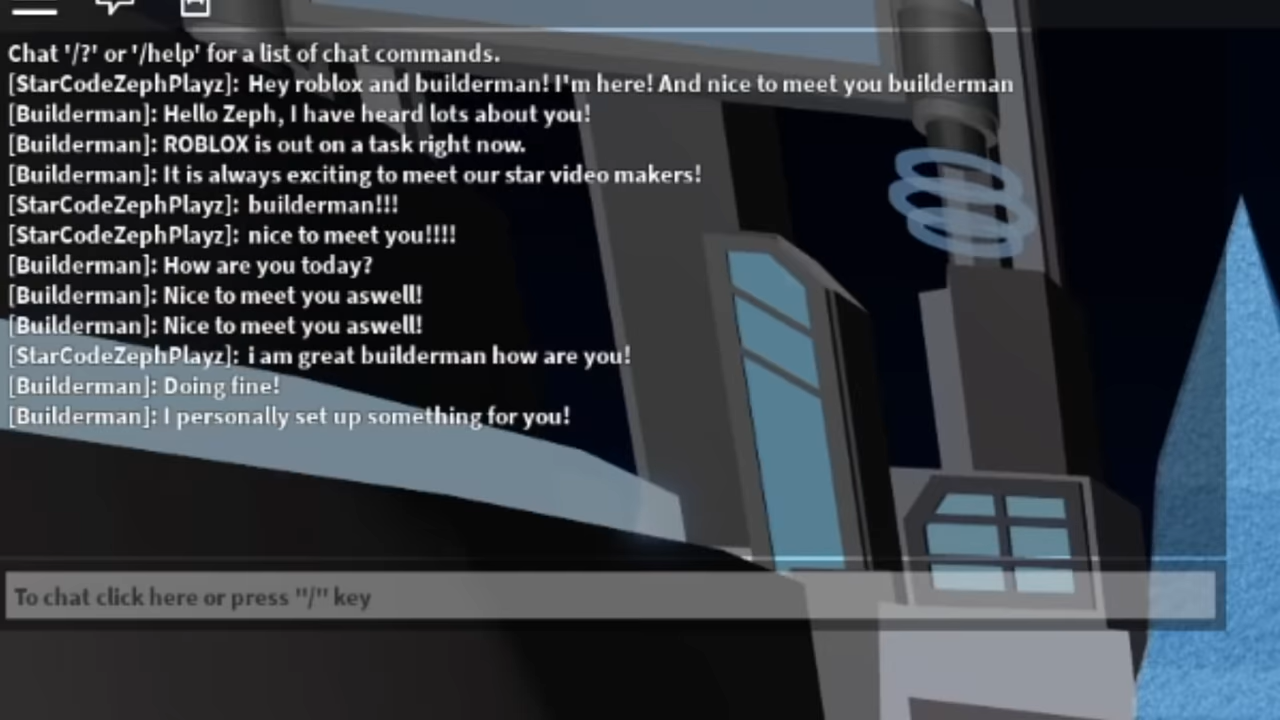 Chat '/?' or '/help' for a list of chat commands.
[StarCodeZephPlayz]: Hey roblox and builderman! I'm here! And nice to meet you builderman
[Builderman]: Hello Zeph, I have heard lots about you!
[Builderman]: ROBLOX is out on a task right now.
[Builderman]: It is always exciting to meet our star video makers!
[StarCodeZephPlayz]: builderman!!!
[StarCodeZephPlayz]: nice to meet you!!!!
[Builderman]: How are you today?
[Builderman]: Nice to meet you aswell!
[Builderman]: Nice to meet you aswell!
[StarCodeZephPlayz]: i am great builderman how are you!
[Builderman]: Doing fine!
[Builderman]: I personally set up something for you!
To chat click here or press "/" key